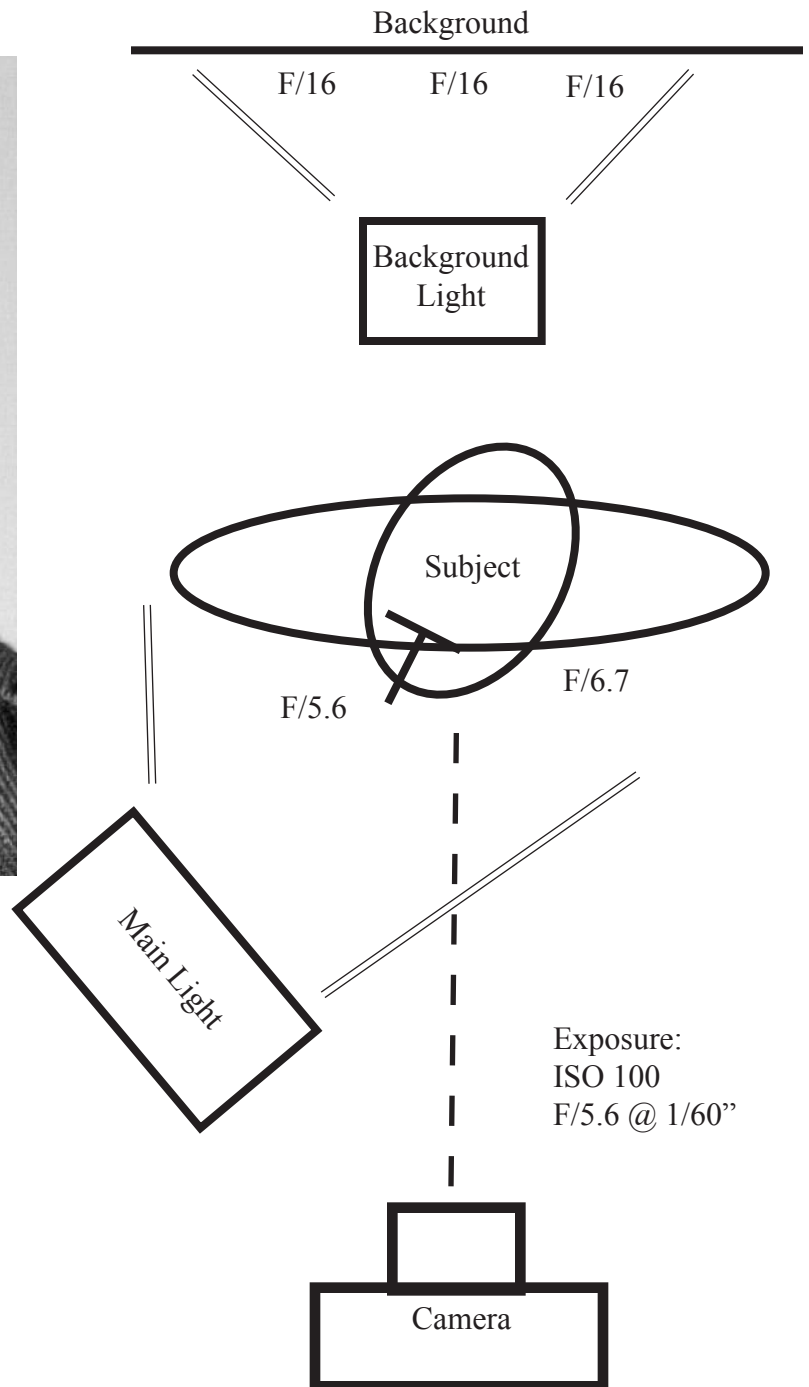 Background
F/16 F/16 F/16
Background
Light
Subject
F/5.6
F/6.7
Main Light
Exposure:
ISO 100
F/5.6 @ 1/60”
Camera